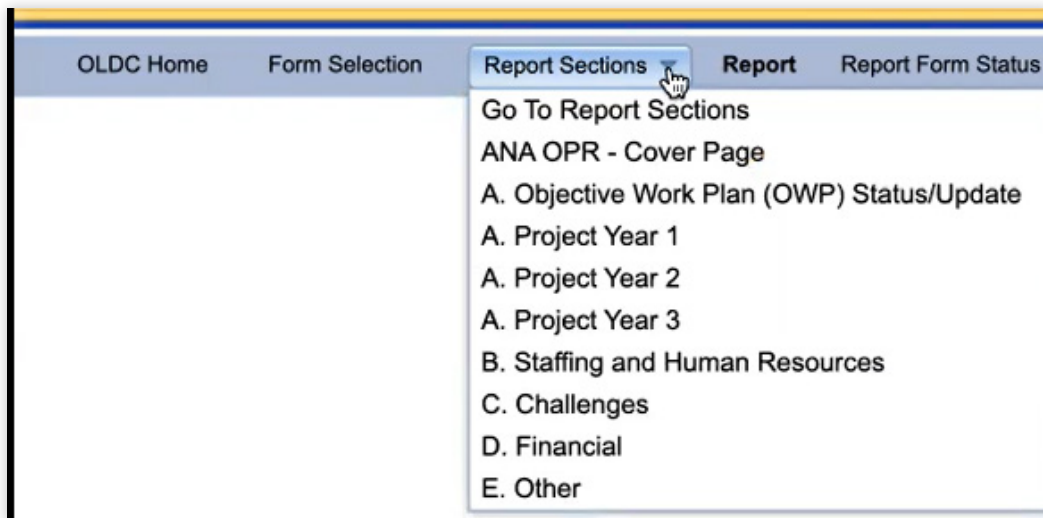 OLDC Home Form Selection Report Sections Report Report Form Status
Go To Report Sections
ANA OPR - Cover Page
A. Objective Work Plan (OWP) Status/Update
A. Project Year 1
A. Project Year 2
A. Project Year 3
B. Staffing and Human Resources
C. Challenges
D. Financial
E. Other